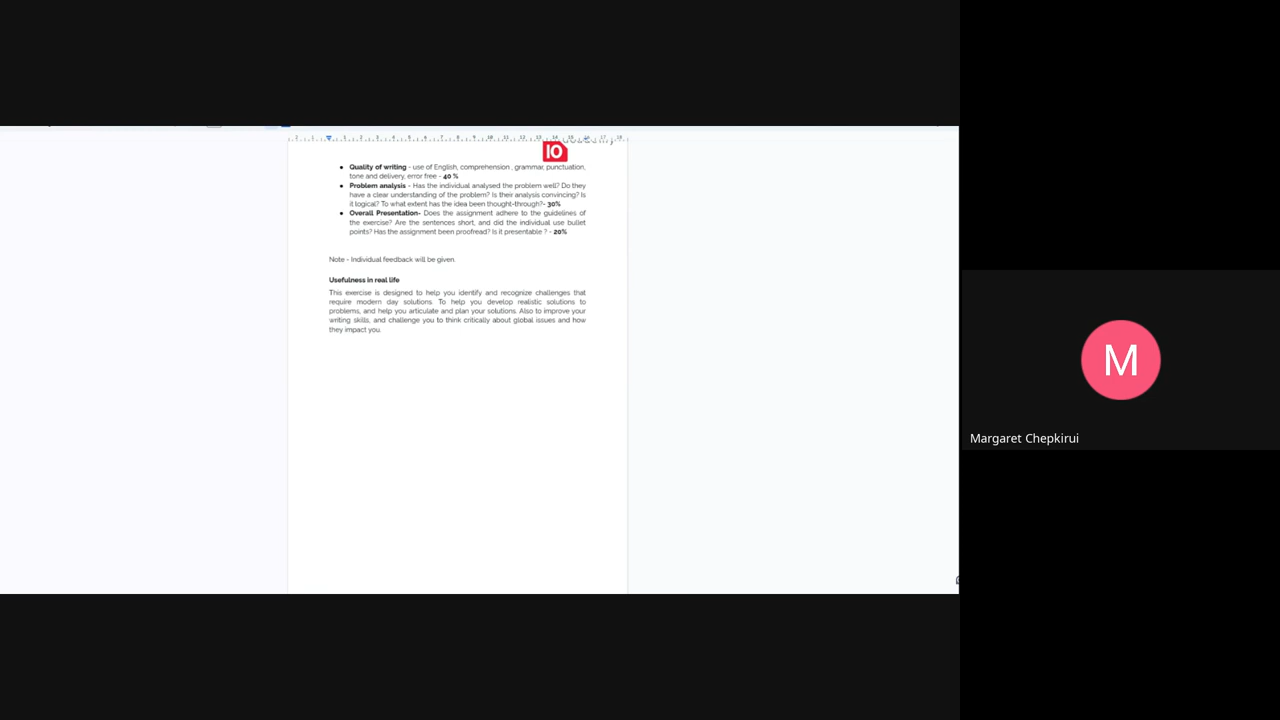 10
Quality of writing - use of English, comprehension , grammar, punctuation,
tone and delivery, error free - 40 %
Problem analysis - Has the individual analysed the problem well? Do they
have a clear understanding of the problem? Is their analysis convincing? Is
it logical? To what extent has the idea been thought-through?- 30%
Overall Presentation- Does the assignment adhere to the guidelines of
the exercise? Are the sentences short, and did the individual use bullet
points? Has the assignment been proofread? Is it presentable ? - 20%
Note - Individual feedback will be given.
Usefulness in real life
This exercise is designed to help you identify and recognize challenges that
require modern day solutions. To help you develop realistic solutions to
problems, and help you articulate and plan your solutions. Also to improve your
writing skills, and challenge you to think critically about global issues and how
they impact you.
M
Margaret Chepkirui